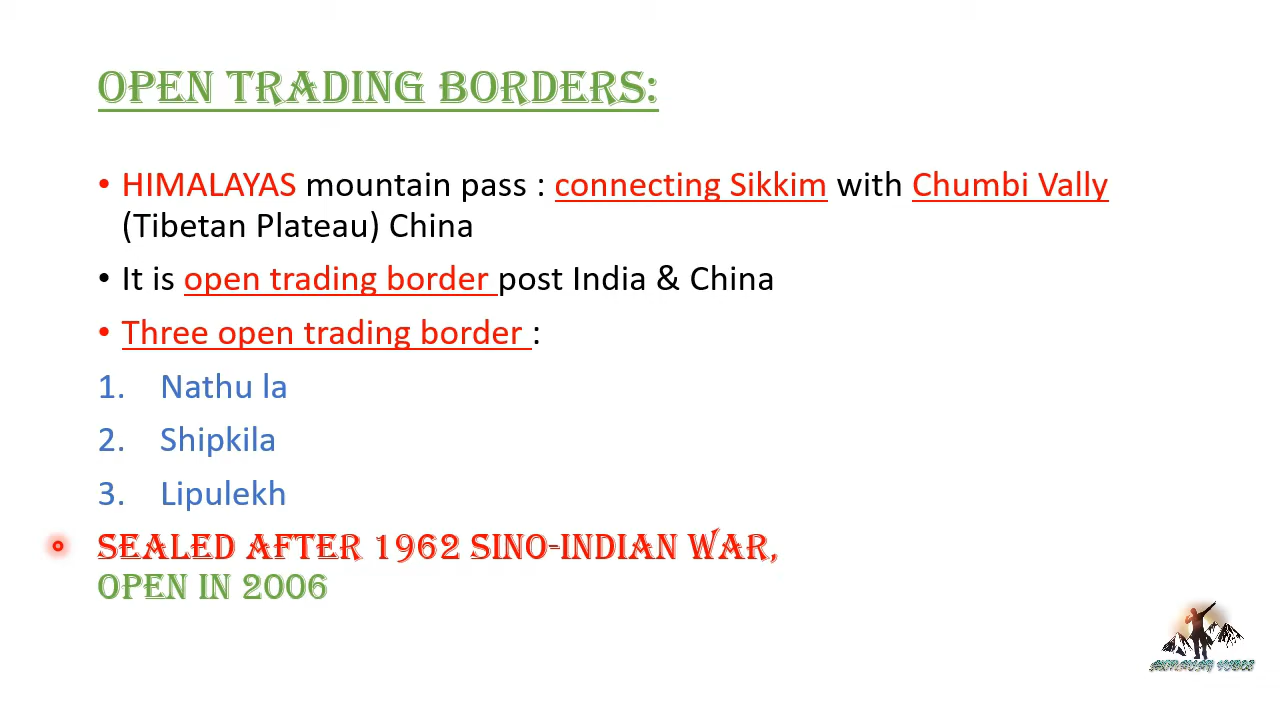 OPEN TRADING BORDERS:
• HIMALAYAS mountain pass : connecting Sikkim with Chumbi Vally
(Tibetan Plateau) China
• It is open trading border post India & China
• Three open trading border :
1. Nathu la
2. Shipkila
3. Lipulekh
SEALED AFTER 1962 SINO-INDIAN WAR,
OPEN IN 2006